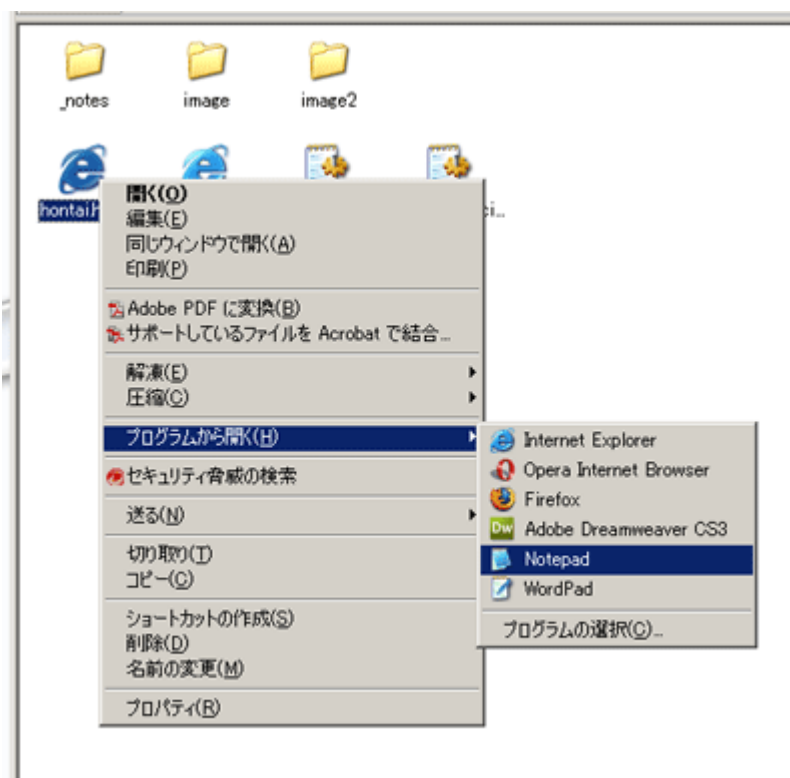 _notes
image
image2
hontai.h
ci...
開く(O)
編集(E)
同じウィンドウで開く(A)
印刷(P)
Adobe PDF に変換(B)
サポートしているファイルを Acrobat で結合...
解凍(E)
圧縮(C)
プログラムから開く(H)
セキュリティ脅威の検索
送る(N)
切り取り(T)
コピー(C)
ショートカットの作成(S)
削除(D)
名前の変更(M)
プロパティ(R)
Internet Explorer
Opera Internet Browser
Firefox
Dw Adobe Dreamweaver CS3
Notepad
WordPad
プログラムの選択(C)...